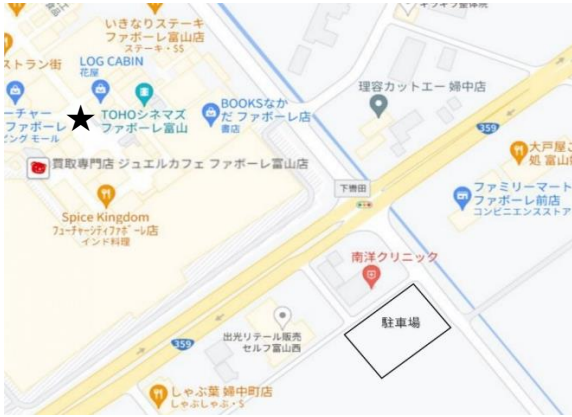 いきなりステーキ
ファボーレ富山店
ステーキ・$$
ストラン街
LOG CABIN
花屋
キラキラ整体院
理容カットエー 婦中店
ーチャー
ファボーレ
ピング モール
TOHOシネマズ
ファボーレ富山
BOOKSなか
だ ファボーレ店
書店
359
大戸屋ご
処 富山
買取専門店 ジュエルカフェ ファボーレ富山店
下轡田
ファミリーマート
ファボーレ前店
コンビニエンスストア
Spice Kingdom
フューチャーシティファボーレ店
インド料理
南洋クリニック
駐車場
出光リテール販売
セルフ富山西
359
しゃぶ葉 婦中町店
しゃぶしゃぶ・$